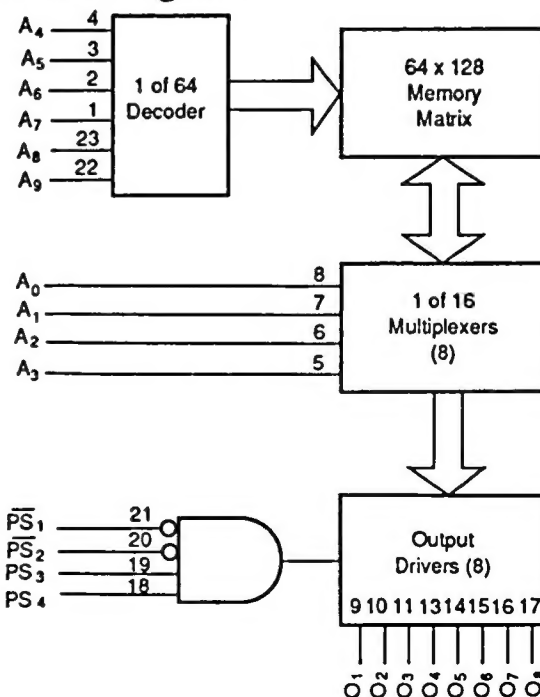 A4 4
A5 3
A6 2
A7 1
A8 23
A9 22
1 of 64
Decoder
64 x 128
Memory
Matrix
A0 8
A1 7
A2 6
A3 5
1 of 16
Multiplexers
(8)
P̅S̅1 21
P̅S̅2 20
PS3 19
PS4 18
Output
Drivers (8)
9 10 11 13 14 15 16 17
O1 O2 O3 O4 O5 O6 O7 O8